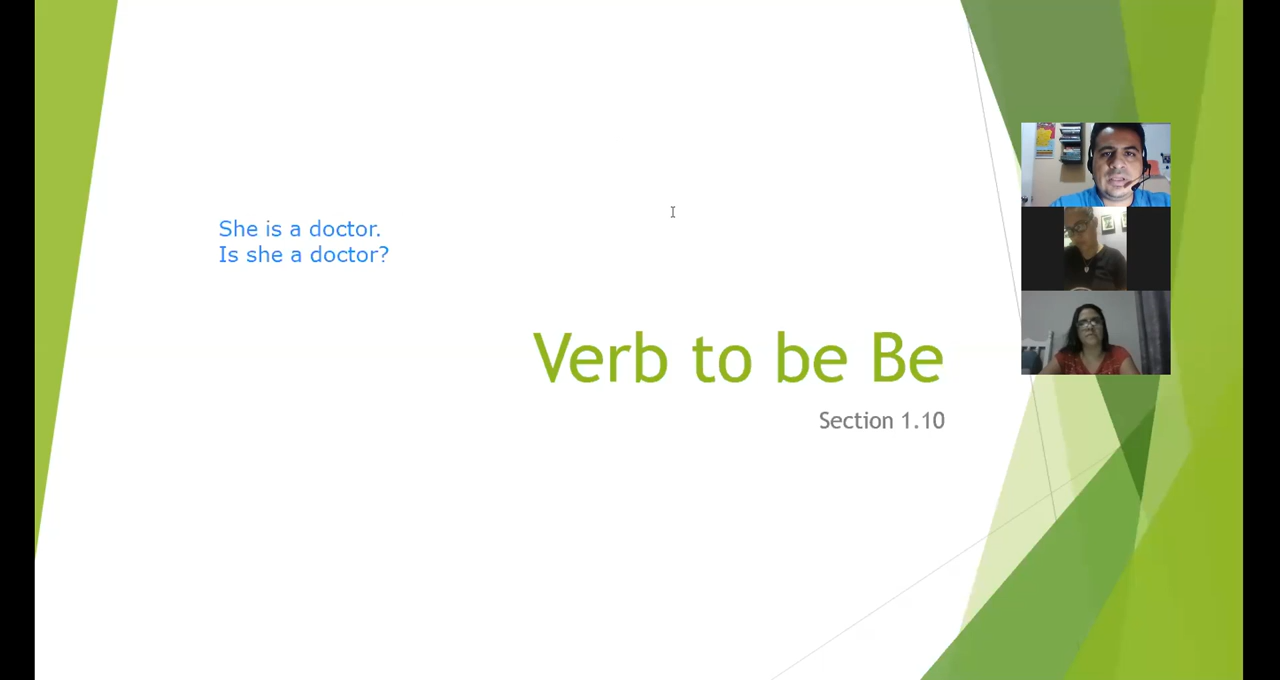 She is a doctor.
Is she a doctor?
Verb to be Be
Section 1.10